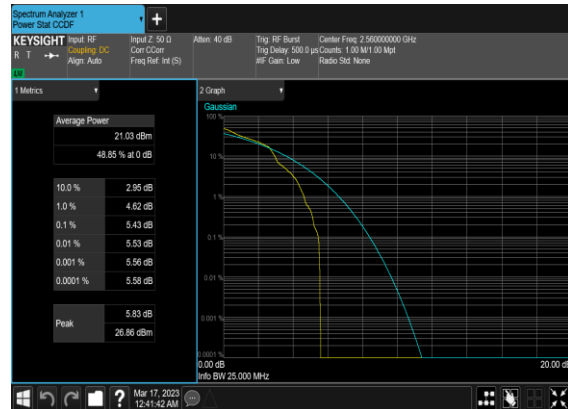 Spectrum Analyzer 1
Power Stat CCDF
+
KEYSIGHT
R T
LU
Input: RF
Coupling: DC
Align: Auto
Input Z: 50 Ω
Corr CCorr
Freq Ref: Int (S)
Atten: 40 dB
Trig: RF Burst
Trig Delay: 500.0 µs
#IF Gain: Low
Center Freq: 2.560000000 GHz
Counts: 1.00 M/1.00 Mpt
Radio Std: None
1 Metrics
Average Power
21.03 dBm
48.85 % at 0 dB
10.0 % 2.95 dB
1.0 % 4.62 dB
0.1 % 5.43 dB
0.01 % 5.53 dB
0.001 % 5.56 dB
0.0001 % 5.58 dB
Peak 5.83 dB
26.86 dBm
2 Graph
Gaussian
100 %
10 %
1 %
0.1 %
0.01 %
0.001 %
0.0001 %
0.00 dB
20.00 dB
Info BW 25.000 MHz
?
Mar 17, 2023
12:41:42 AM